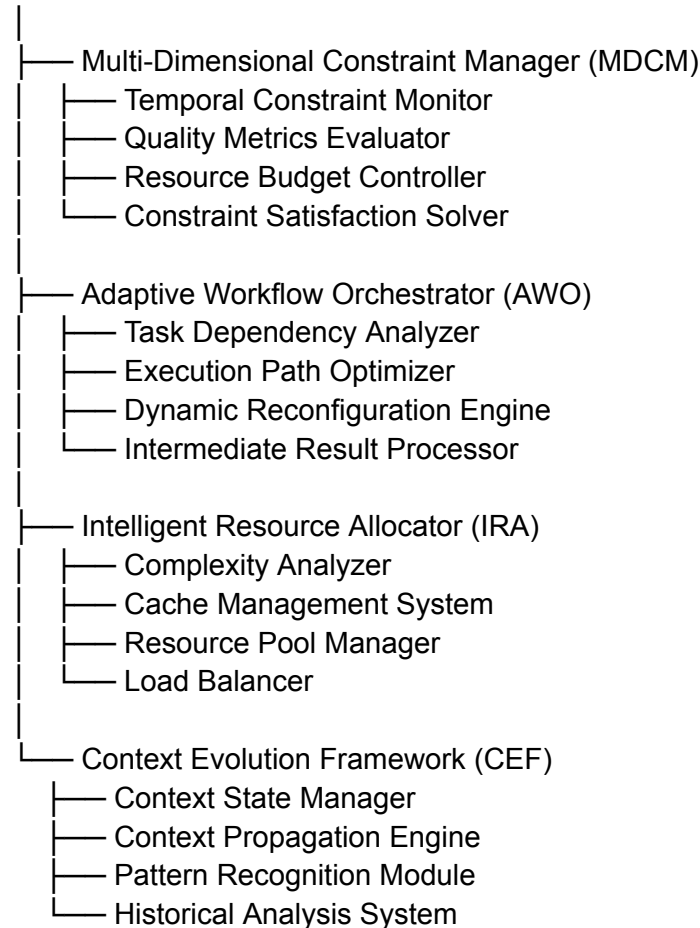 Multi-Dimensional Constraint Manager (MDCM)
Temporal Constraint Monitor
Quality Metrics Evaluator
Resource Budget Controller
Constraint Satisfaction Solver
Adaptive Workflow Orchestrator (AWO)
Task Dependency Analyzer
Execution Path Optimizer
Dynamic Reconfiguration Engine
Intermediate Result Processor
Intelligent Resource Allocator (IRA)
Complexity Analyzer
Cache Management System
Resource Pool Manager
Load Balancer
Context Evolution Framework (CEF)
Context State Manager
Context Propagation Engine
Pattern Recognition Module
Historical Analysis System